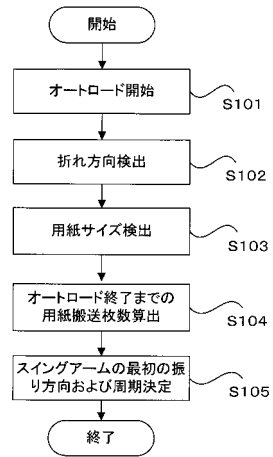 開始
オートロード開始
S101
折れ方向検出
S102
用紙サイズ検出
S103
オートロード終了までの
用紙搬送枚数算出
S104
スイングアームの最初の振
り方向および周期決定
S105
終了